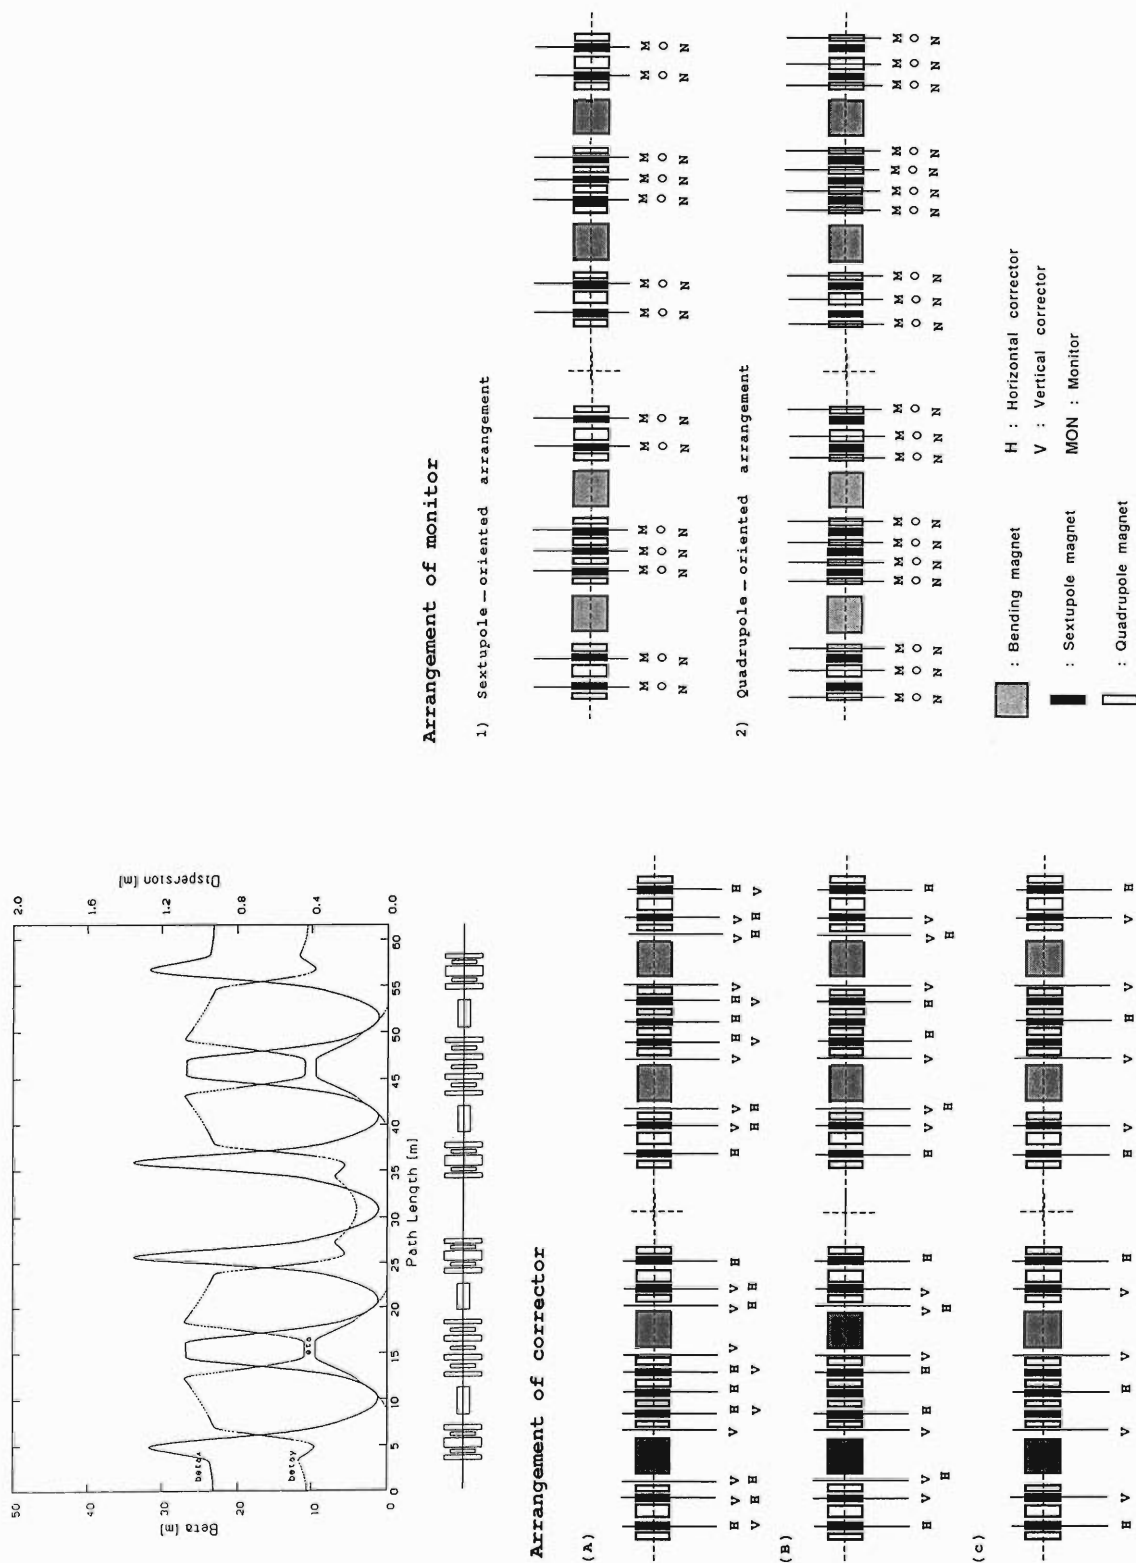 50
40
30
20
10
0
Beta [m]
2.0
1.6
1.2
0.8
0.4
0.0
Dispersion [m]
betax
betay
eta
0 5 10 15 20 25 30 35 40 45 50 55 60
Path Length [m]
Arrangement of corrector
(A)
H V V V H V H H V V V V H H V H V V V H H V V V H
V H H V V H H H H V V H H V
(B)
H V V V H H V V V H H V V V H H V V V H
H H H H
(C)
H V V H V V H H V V H V V H
Arrangement of monitor
1) Sextupole-oriented arrangement
M M M M M M M M M M M M M M
O O O O O O O O O O O O O O
N N N N N N N N N N N N N N
2) Quadrupole-oriented arrangement
M M M M M M M M M M M M M M M M M M M M
O O O O O O O O O O O O O O O O O O O O
N N N N N N N N N N N N N N N N N N N N
: Bending magnet
: Sextupole magnet
: Quadrupole magnet
H : Horizontal corrector
V : Vertical corrector
MON : Monitor